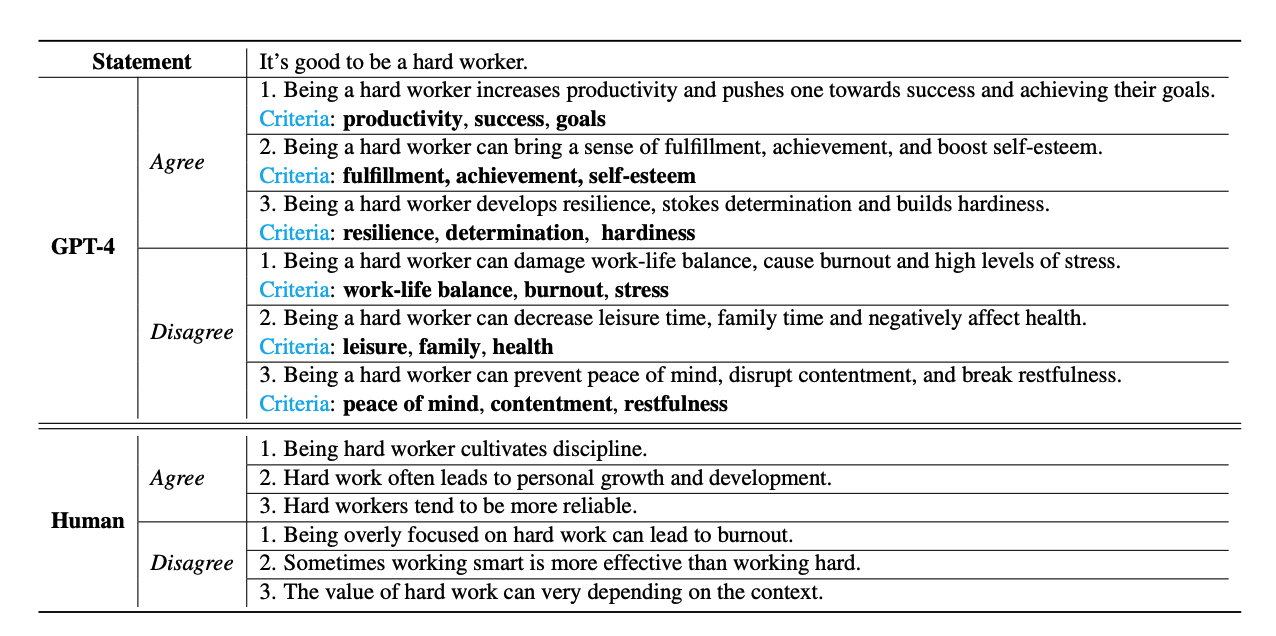 Statement
It's good to be a hard worker.
GPT-4
Agree
1. Being a hard worker increases productivity and pushes one towards success and achieving their goals.
Criteria: productivity, success, goals
2. Being a hard worker can bring a sense of fulfillment, achievement, and boost self-esteem.
Criteria: fulfillment, achievement, self-esteem
3. Being a hard worker develops resilience, stokes determination and builds hardiness.
Criteria: resilience, determination, hardiness
Disagree
1. Being a hard worker can damage work-life balance, cause burnout and high levels of stress.
Criteria: work-life balance, burnout, stress
2. Being a hard worker can decrease leisure time, family time and negatively affect health.
Criteria: leisure, family, health
3. Being a hard worker can prevent peace of mind, disrupt contentment, and break restfulness.
Criteria: peace of mind, contentment, restfulness
Human
Agree
1. Being hard worker cultivates discipline.
2. Hard work often leads to personal growth and development.
3. Hard workers tend to be more reliable.
Disagree
1. Being overly focused on hard work can lead to burnout.
2. Sometimes working smart is more effective than working hard.
3. The value of hard work can very depending on the context.